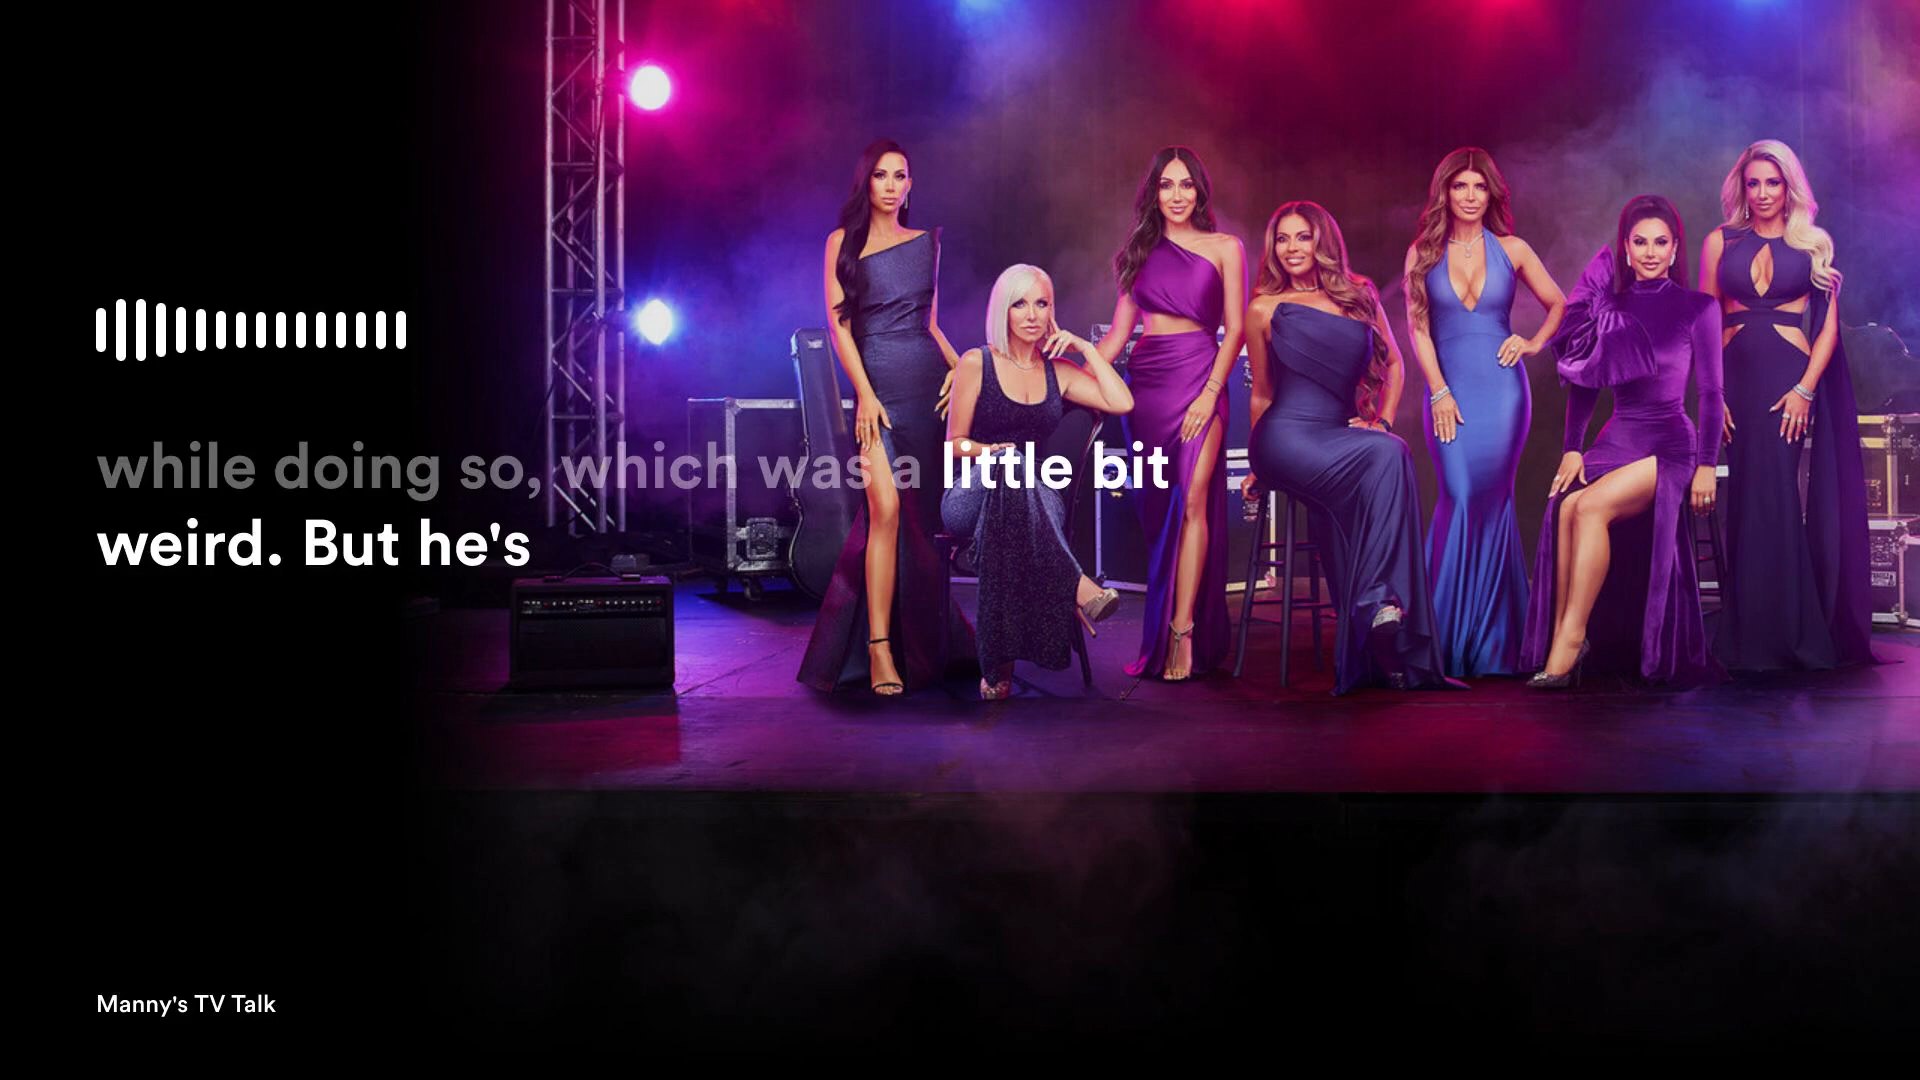 while doing so, which was a little bit
weird. But he's
Manny's TV Talk